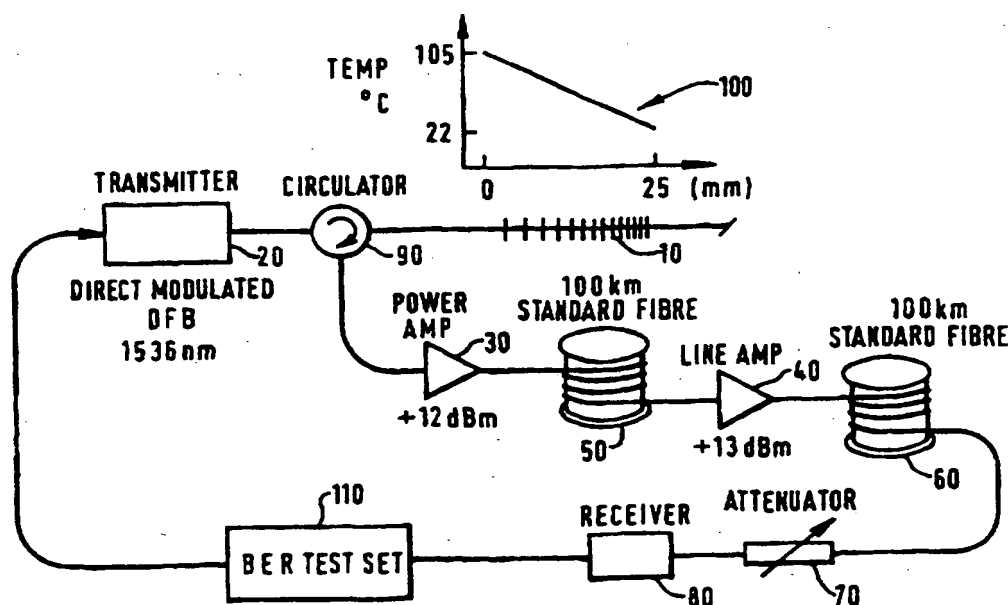 105
TEMP
°C
100
22
0
25 (mm)
TRANSMITTER
CIRCULATOR
20
90
10
DIRECT MODULATED
DFB
1536nm
POWER
AMP
30
+12dBm
100km
STANDARD FIBRE
50
LINE AMP
40
+13dBm
100km
STANDARD FIBRE
60
110
BER TEST SET
RECEIVER
80
ATTENUATOR
70